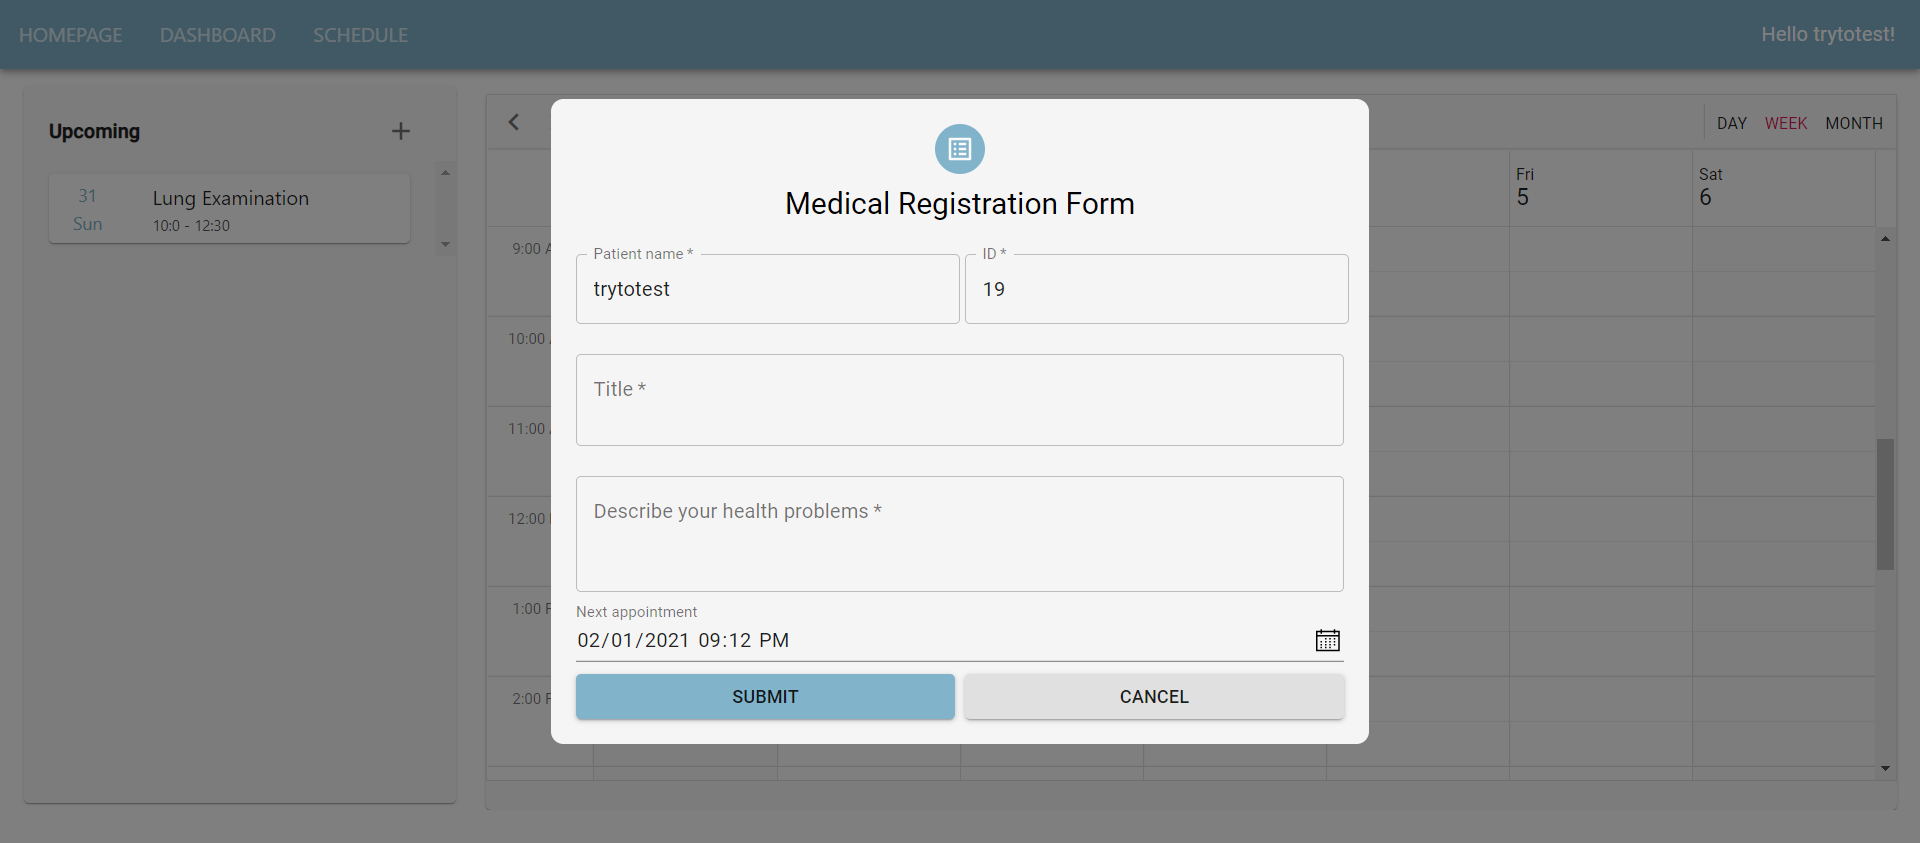 HOMEPAGE DASHBOARD SCHEDULE Hello trytotest!
Upcoming
31
Sun
Lung Examination
10:0 - 12:30
DAY WEEK MONTH
Fri
5
Sat
6
9:00
10:00
11:00
12:00
1:00
2:00
Medical Registration Form
Patient name *
trytotest
ID *
19
Title *
Describe your health problems *
Next appointment
02/01/2021 09:12 PM
SUBMIT CANCEL